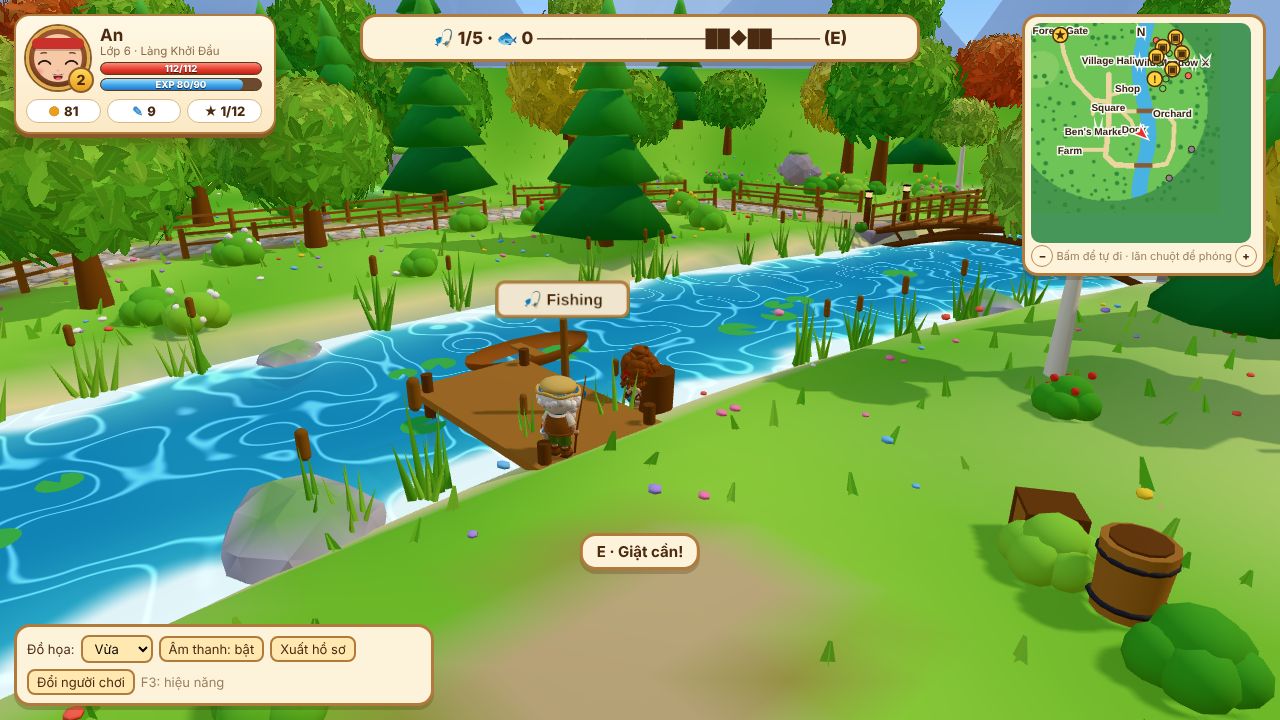 An
Lớp 6 · Làng Khởi Đầu
112/112
EXP 80/90
2
81
9
★ 1/12
1/5 · 0 ————————————██◆██——— (E)
Gate
N
Village Hall
Shop
Square
Orchard
Ben's Market
Farm
− Bấm để tự đi · lăn chuột để phóng +
Fishing
E · Giật cần!
Đồ họa: Vừa Âm thanh: bật Xuất hồ sơ
Đổi người chơi F3: hiệu năng